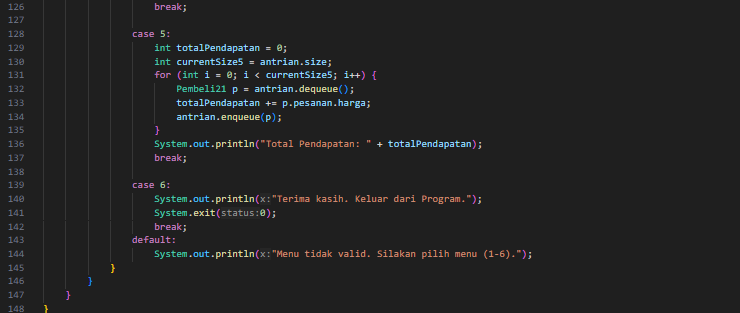 126 break;
127
128 case 5:
129 int totalPendapatan = 0;
130 int currentSize5 = antrian.size;
131 for (int i = 0; i < currentSize5; i++) {
132 Pembeli21 p = antrian.dequeue();
133 totalPendapatan += p.pesanan.harga;
134 antrian.enqueue(p);
135 }
136 System.out.println("Total Pendapatan: " + totalPendapatan);
137 break;
138
139 case 6:
140 System.out.println(x:"Terima kasih. Keluar dari Program.");
141 System.exit(status:0);
142 break;
143 default:
144 System.out.println(x:"Menu tidak valid. Silakan pilih menu (1-6).");
145 }
146 }
147 }
148 }